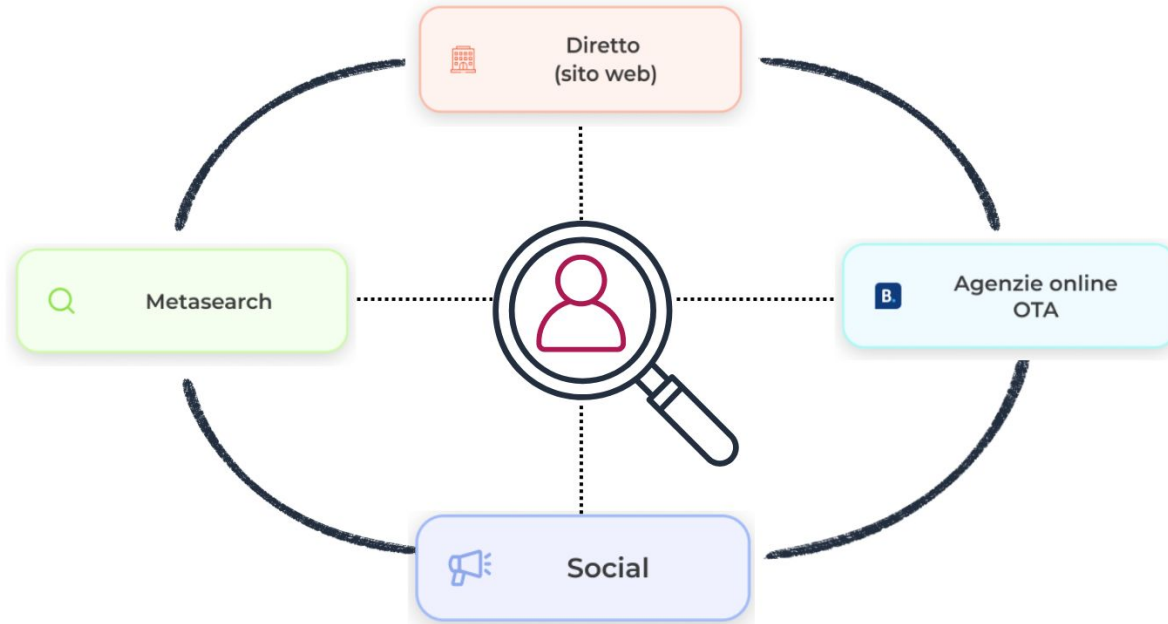 Diretto
(sito web)
Metasearch
B.
Agenzie online
OTA
Social